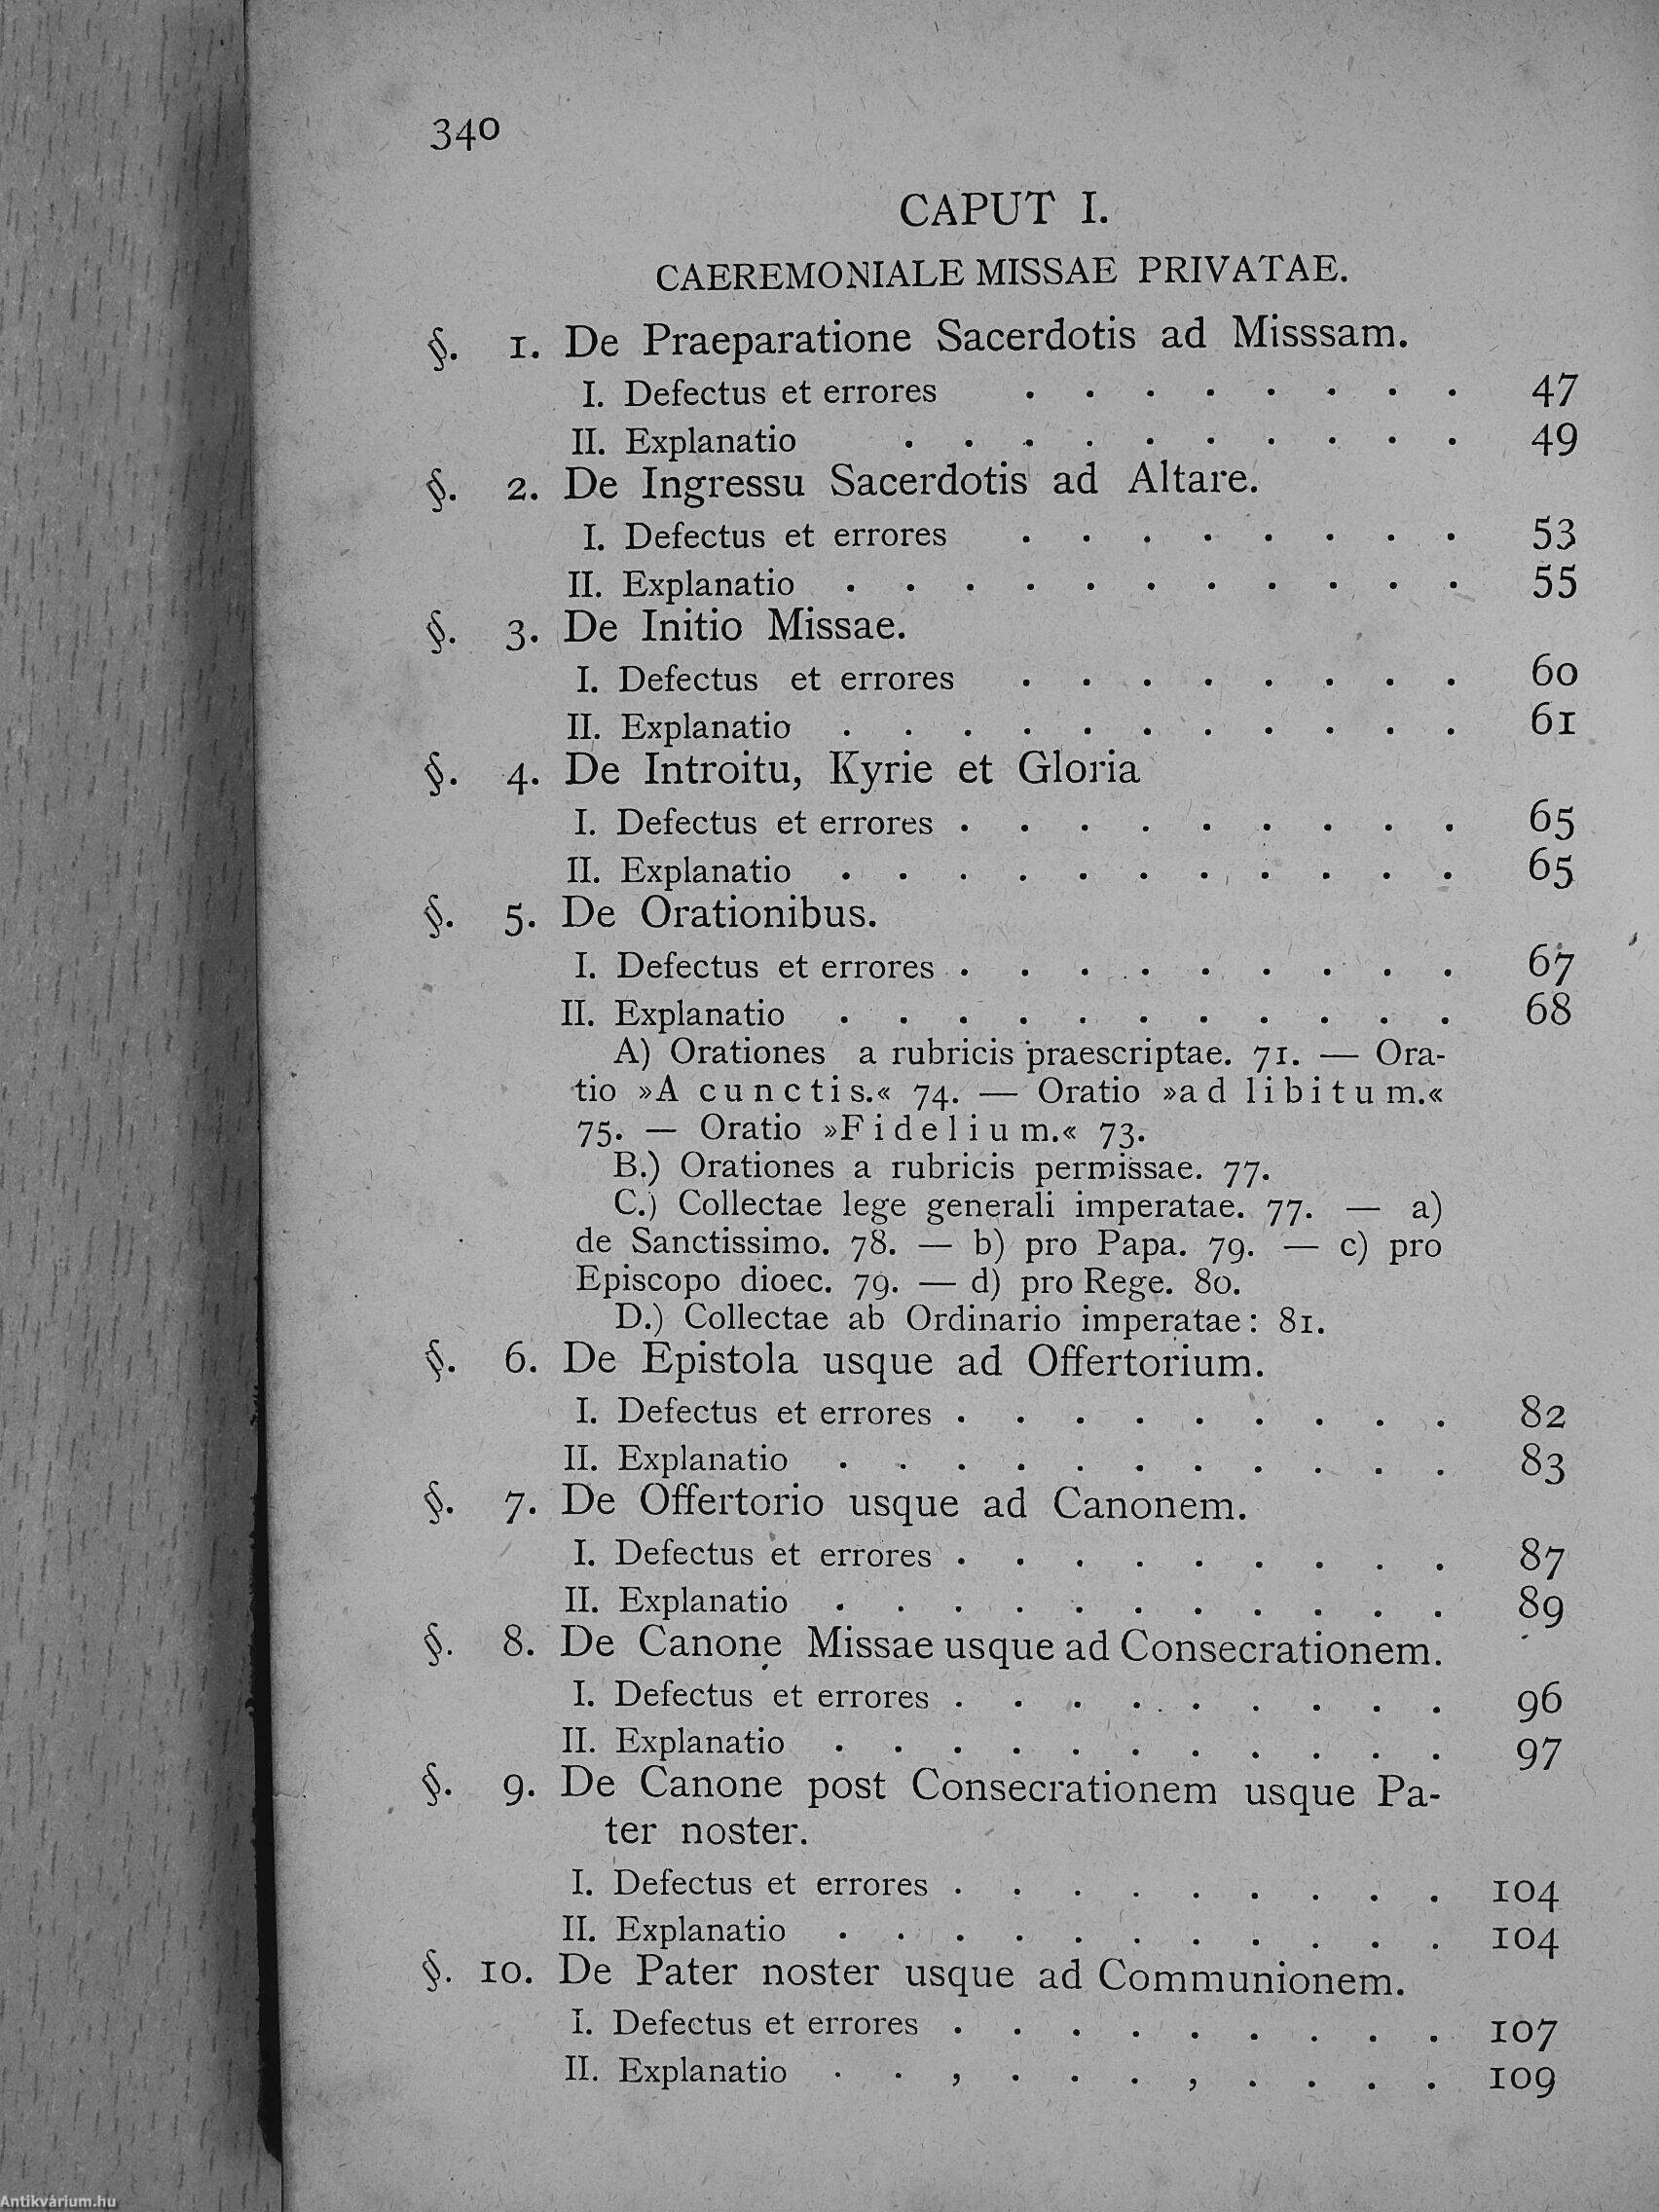 340
CAPUT I.
CAEREMONIALE MISSAE PRIVATAE.
§. 1. De Praeparatione Sacerdotis ad Misssam.
I. Defectus et errores . . . . . . . . 47
II. Explanatio . . . . . . . . . . 49
§. 2. De Ingressu Sacerdotis ad Altare.
I. Defectus et errores . . . . . . . . 53
II. Explanatio . . . . . . . . . . . 55
§. 3. De Initio Missae.
I. Defectus et errores . . . . . . . . 60
II. Explanatio . . . . . . . . . . . 61
§. 4. De Introitu, Kyrie et Gloria
I. Defectus et errores . . . . . . . . . 65
II. Explanatio . . . . . . . . . . . 65
§. 5. De Orationibus.
I. Defectus et errores . . . . . . . . . 67
II. Explanatio . . . . . . . . . . . 68
A) Orationes a rubricis praescriptae. 71. — Ora-
tio »A cunctis.« 74. — Oratio »ad libitum.«
75. — Oratio »Fidelium.« 73.
B.) Orationes a rubricis permissae. 77.
C.) Collectae lege generali imperatae. 77. — a)
de Sanctissimo. 78. — b) pro Papa. 79. — c) pro
Episcopo dioec. 79. — d) pro Rege. 80.
D.) Collectae ab Ordinario imperatae: 81.
§. 6. De Epistola usque ad Offertorium.
I. Defectus et errores . . . . . . . . . 82
II. Explanatio . . . . . . . . . . . 83
§. 7. De Offertorio usque ad Canonem.
I. Defectus et errores . . . . . . . . . 87
II. Explanatio . . . . . . . . . . . 89
§. 8. De Canone Missae usque ad Consecrationem.
I. Defectus et errores . . . . . . . . . 96
II. Explanatio . . . . . . . . . . . 97
§. 9. De Canone post Consecrationem usque Pa-
ter noster.
I. Defectus et errores . . . . . . . . . 104
II. Explanatio . . . . . . . . . . . 104
§. 10. De Pater noster usque ad Communionem.
I. Defectus et errores . . . . . . . . . 107
II. Explanatio . . , . . . , . . . . 109
Antikvárium.hu